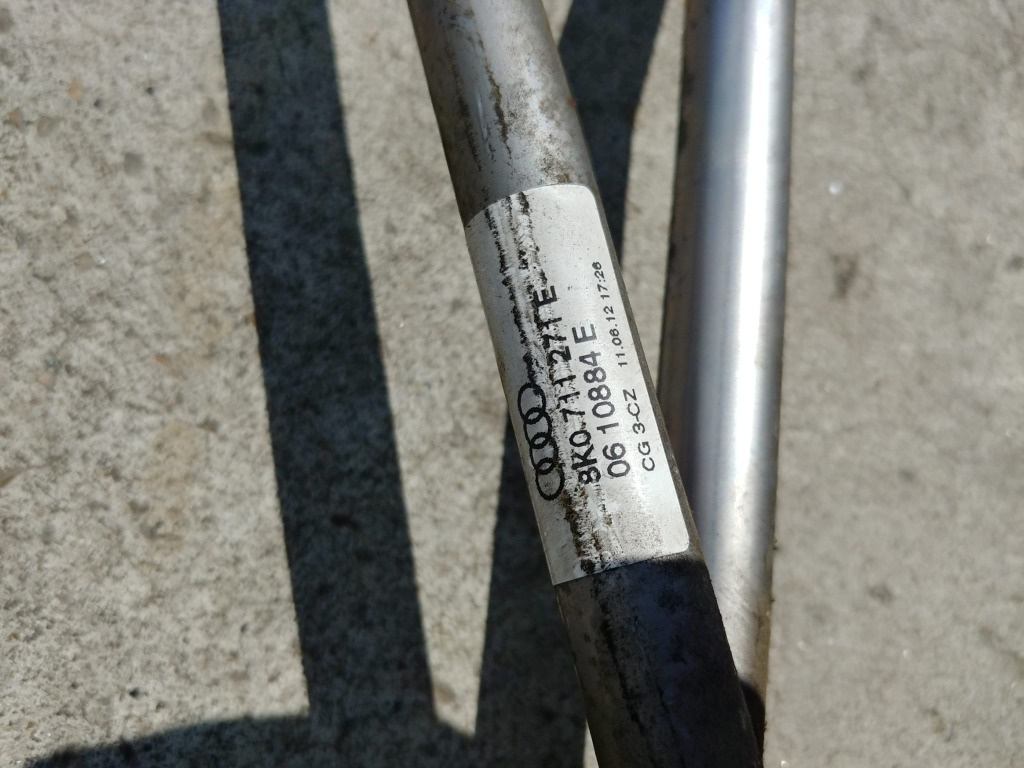 8K0.711 271 E
06 10884 E
CG 3-CZ 11.06.12 17:26